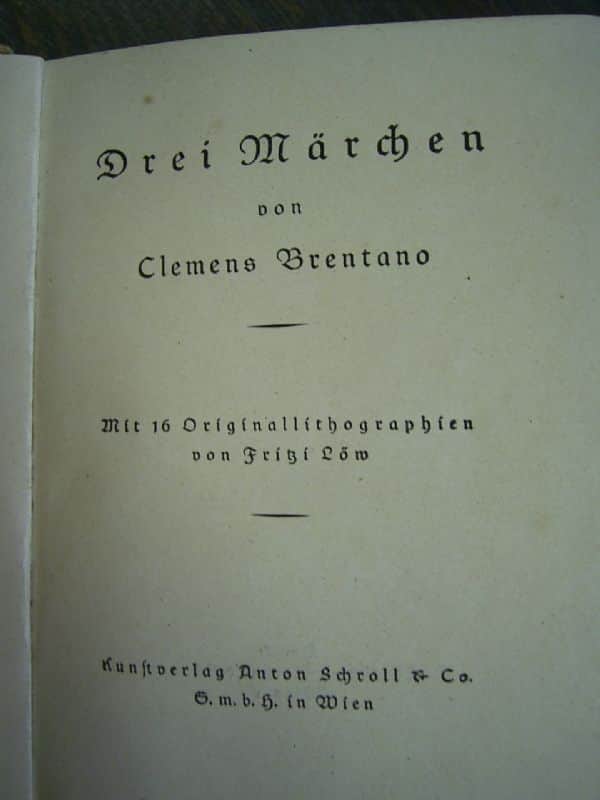 Drei Märchen
von
Clemens Brentano
Mit 16 Originallithographien
von Fritzi Löw
Kunstverlag Anton Schroll & Co.
G. m. b. H. in Wien